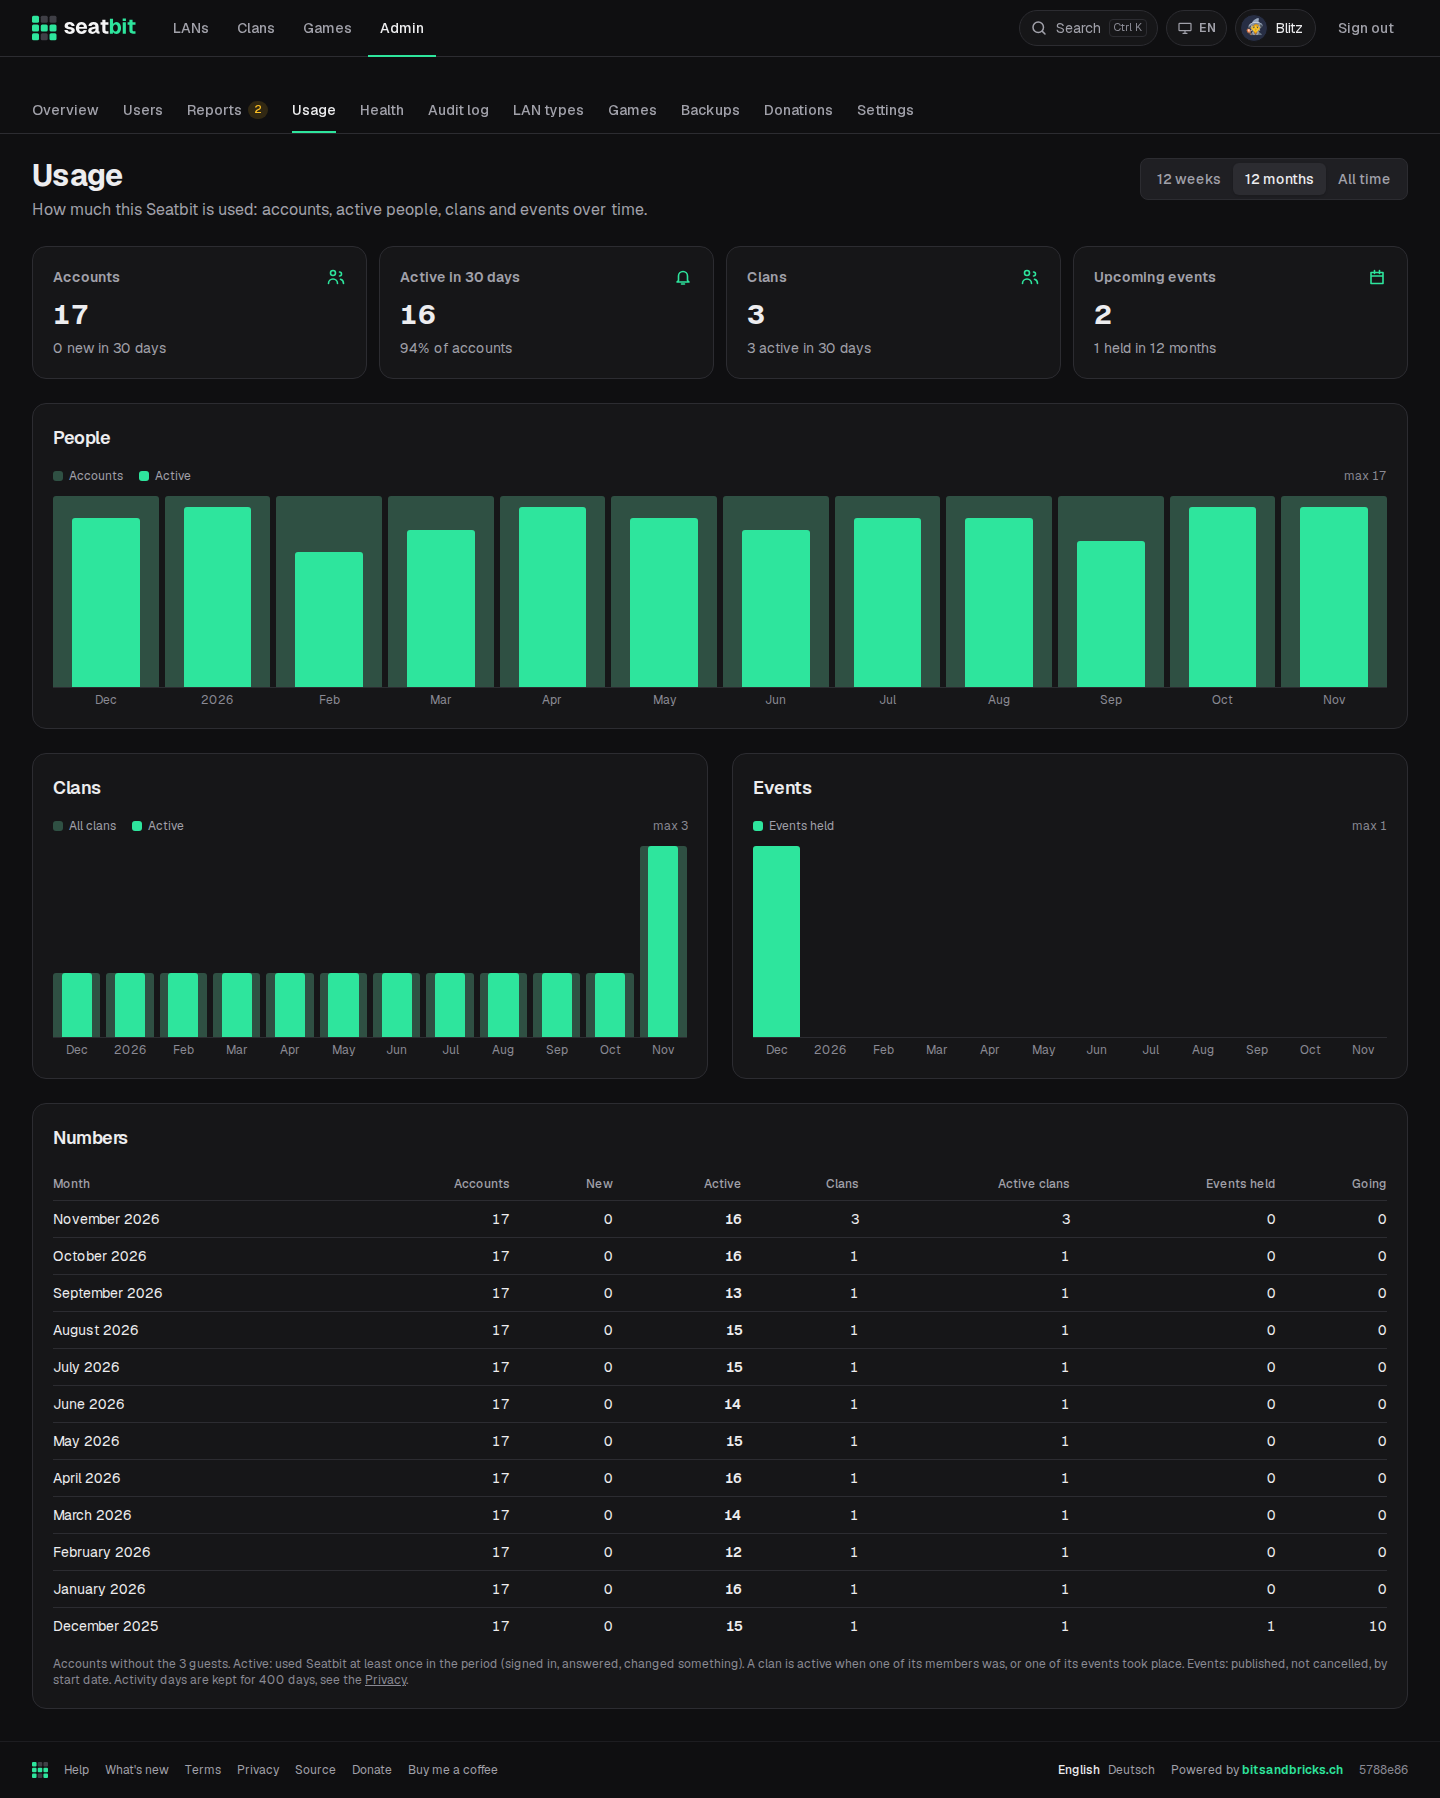 seatbit LANs Clans Games Admin Search Ctrl K EN Blitz Sign out
Overview Users Reports 2 Usage Health Audit log LAN types Games Backups Donations Settings
Usage
12 weeks 12 months All time
How much this Seatbit is used: accounts, active people, clans and events over time.
Accounts
17
0 new in 30 days
Active in 30 days
16
94% of accounts
Clans
3
3 active in 30 days
Upcoming events
2
1 held in 12 months
People
Accounts Active max 17
Dec 2026 Feb Mar Apr May Jun Jul Aug Sep Oct Nov
Clans
All clans Active max 3
Dec 2026 Feb Mar Apr May Jun Jul Aug Sep Oct Nov
Events
Events held max 1
Dec 2026 Feb Mar Apr May Jun Jul Aug Sep Oct Nov
Numbers
Month Accounts New Active Clans Active clans Events held Going
November 2026 17 0 16 3 3 0 0
October 2026 17 0 16 1 1 0 0
September 2026 17 0 13 1 1 0 0
August 2026 17 0 15 1 1 0 0
July 2026 17 0 15 1 1 0 0
June 2026 17 0 14 1 1 0 0
May 2026 17 0 15 1 1 0 0
April 2026 17 0 16 1 1 0 0
March 2026 17 0 14 1 1 0 0
February 2026 17 0 12 1 1 0 0
January 2026 17 0 16 1 1 0 0
December 2025 17 0 15 1 1 1 10
Accounts without the 3 guests. Active: used Seatbit at least once in the period (signed in, answered, changed something). A clan is active when one of its members was, or one of its events took place. Events: published, not cancelled, by
start date. Activity days are kept for 400 days, see the Privacy.
Help What's new Terms Privacy Source Donate Buy me a coffee English Deutsch Powered by bitsandbricks.ch 5788e86